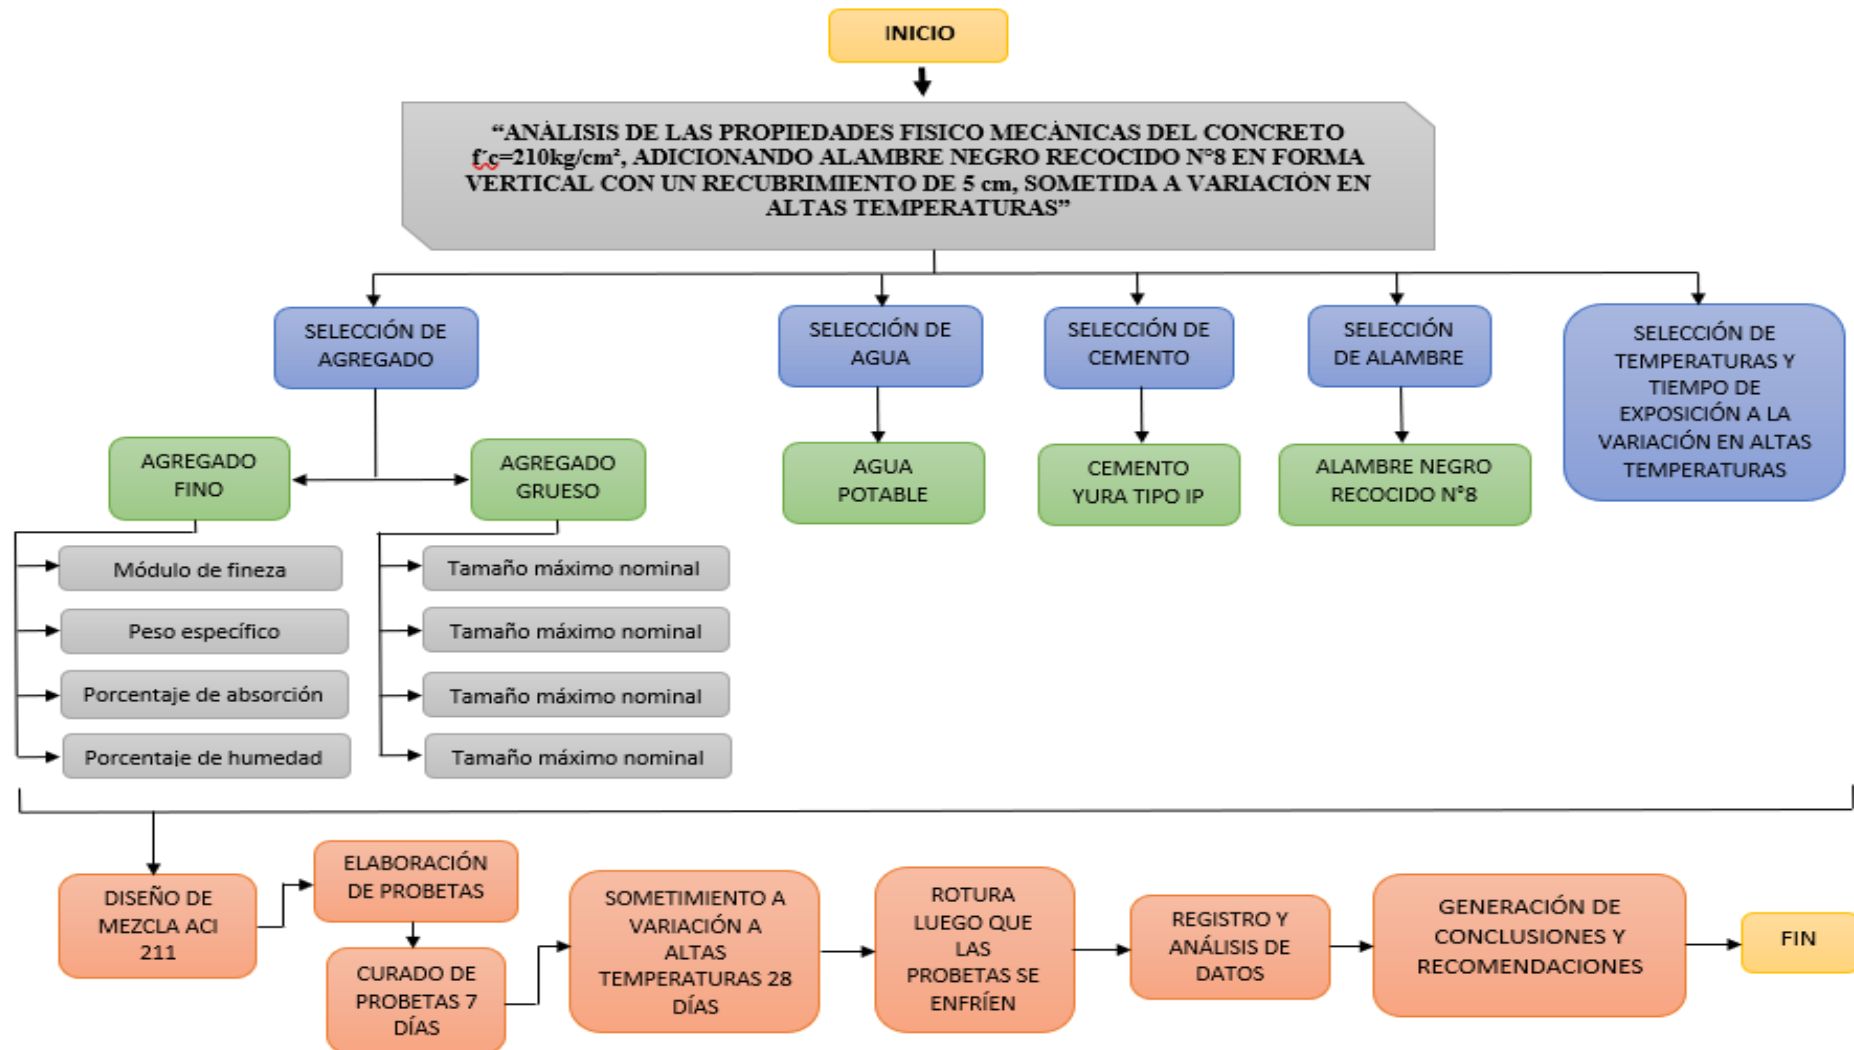 INICIO
“ANÁLISIS DE LAS PROPIEDADES FISICO MECÁNICAS DEL CONCRETO
f´c=210kg/cm², ADICIONANDO ALAMBRE NEGRO RECOCIDO N°8 EN FORMA
VERTICAL CON UN RECUBRIMIENTO DE 5 cm, SOMETIDA A VARIACIÓN EN
ALTAS TEMPERATURAS”
SELECCIÓN DE
AGREGADO
SELECCIÓN DE
AGUA
SELECCIÓN DE
CEMENTO
SELECCIÓN
DE ALAMBRE
SELECCIÓN DE
TEMPERATURAS Y
TIEMPO DE
EXPOSICIÓN A LA
VARIACIÓN EN ALTAS
TEMPERATURAS
AGREGADO
FINO
AGREGADO
GRUESO
AGUA
POTABLE
CEMENTO
YURA TIPO IP
ALAMBRE NEGRO
RECOCIDO N°8
Módulo de fineza
Peso específico
Porcentaje de absorción
Porcentaje de humedad
Tamaño máximo nominal
Tamaño máximo nominal
Tamaño máximo nominal
Tamaño máximo nominal
DISEÑO DE
MEZCLA ACI
211
ELABORACIÓN
DE PROBETAS
CURADO DE
PROBETAS 7
DÍAS
SOMETIMIENTO A
VARIACIÓN A
ALTAS
TEMPERATURAS 28
DÍAS
ROTURA
LUEGO QUE
LAS
PROBETAS SE
ENFRÍEN
REGISTRO Y
ANÁLISIS DE
DATOS
GENERACIÓN DE
CONCLUSIONES Y
RECOMENDACIONES
FIN